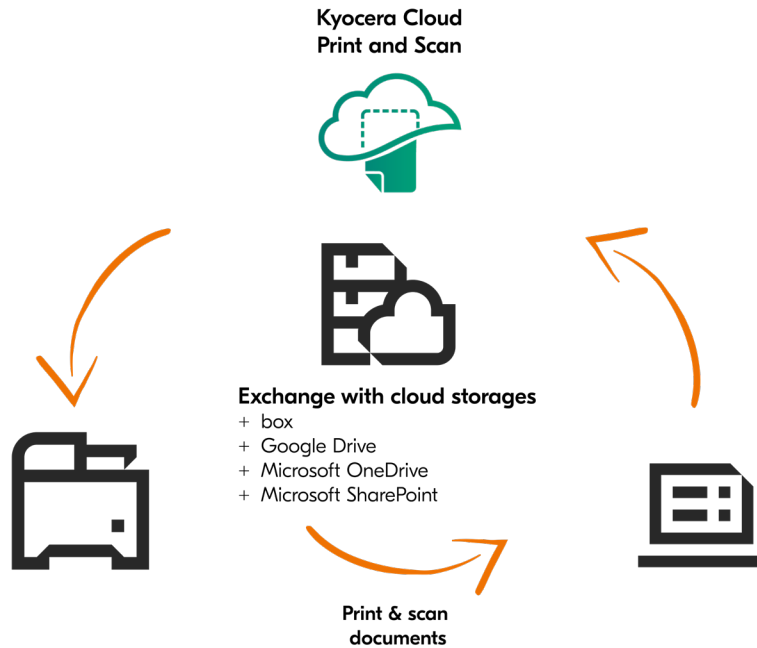 Kyocera Cloud
Print and Scan
Exchange with cloud storages
+ box
+ Google Drive
+ Microsoft OneDrive
+ Microsoft SharePoint
Print & scan
documents